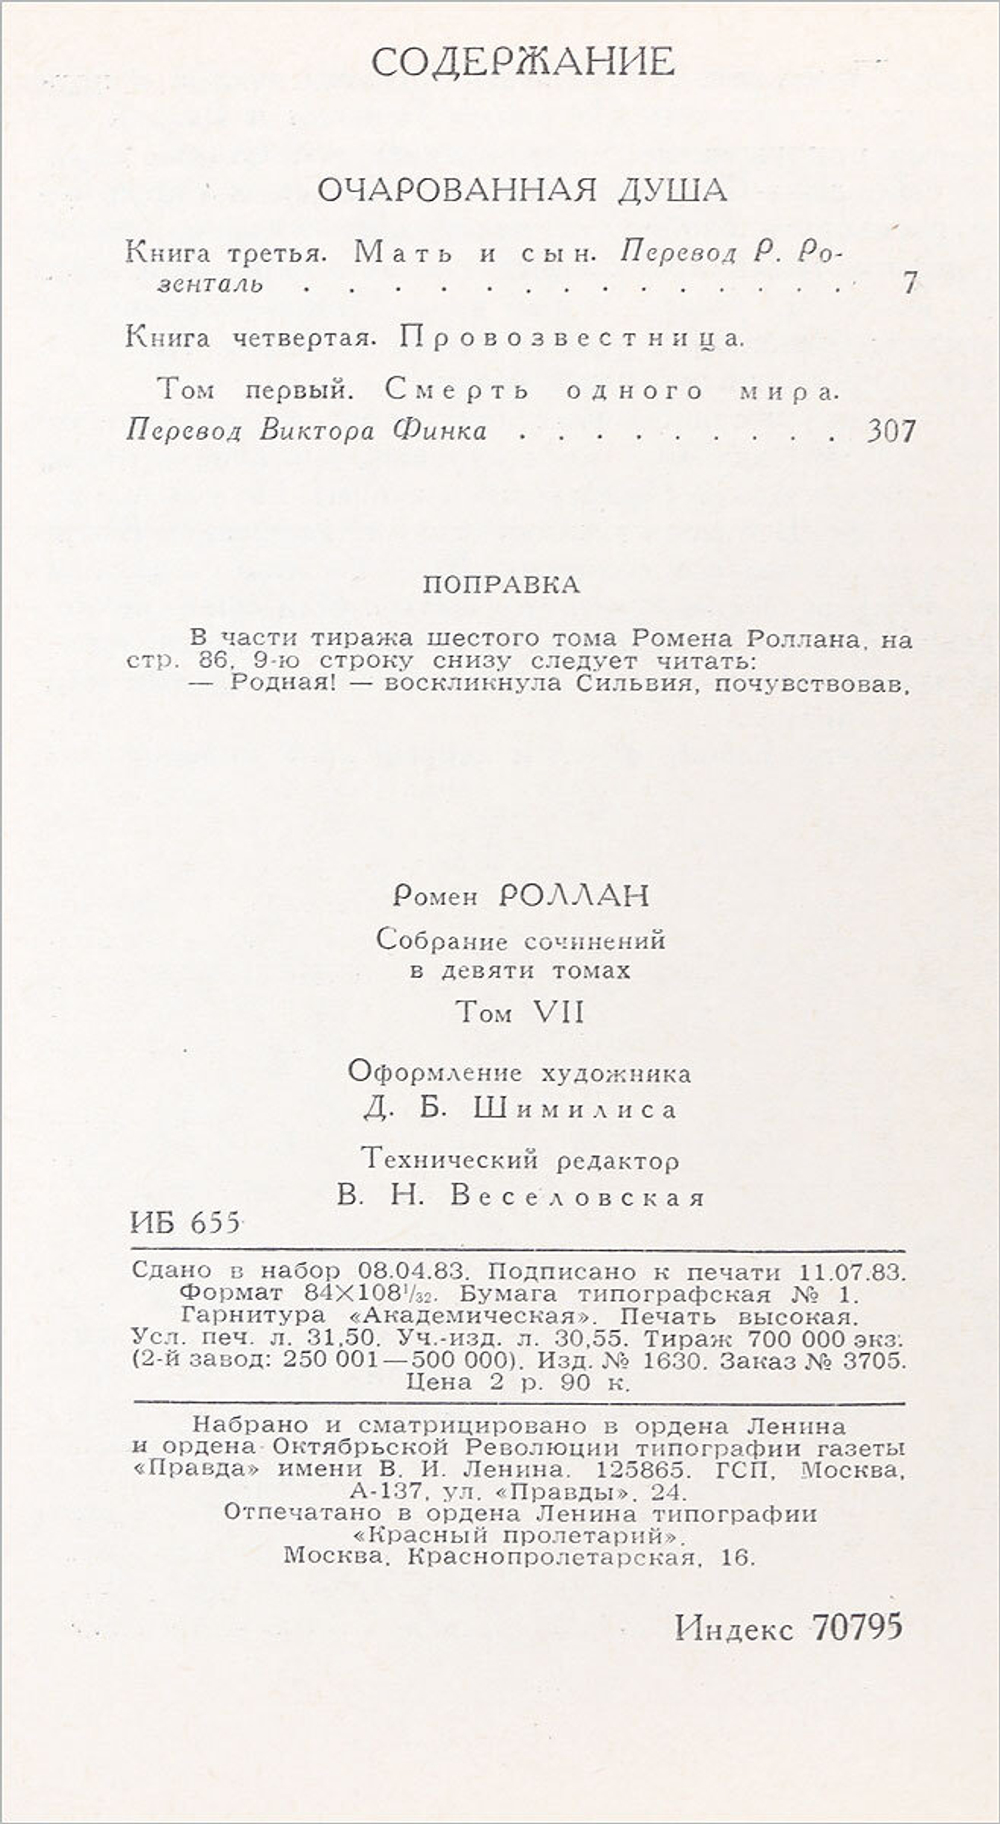 СОДЕРЖАНИЕ
ОЧАРОВАННАЯ ДУША
Книга третья. Мать и сын. Перевод Р. Ро-
зенталь . . . . . . . . . . . . . 7
Книга четвертая. Провозвестница.
Том первый. Смерть одного мира.
Перевод Виктора Финка . . . . . . . . . 307
ПОПРАВКА
В части тиража шестого тома Ромена Роллана, на
стр. 86, 9-ю строку снизу следует читать:
— Родная! — воскликнула Сильвия, почувствовав,
Ромен РОЛЛАН
Собрание сочинений
в девяти томах
Том VII
Оформление художника
Д. Б. Шимилиса
Технический редактор
В. Н. Веселовская
ИБ 655
Сдано в набор 08.04.83. Подписано к печати 11.07.83.
Формат 84×108¹/₃₂. Бумага типографская № 1.
Гарнитура «Академическая». Печать высокая.
Усл. печ. л. 31,50. Уч.-изд. л. 30,55. Тираж 700 000 экз.
(2-й завод: 250 001—500 000). Изд. № 1630. Заказ № 3705.
Цена 2 р. 90 к.
Набрано и сматрицировано в ордена Ленина
и ордена Октябрьской Революции типографии газеты
«Правда» имени В. И. Ленина. 125865. ГСП, Москва,
А-137, ул. «Правды», 24.
Отпечатано в ордена Ленина типографии
«Красный пролетарий».
Москва, Краснопролетарская, 16.
Индекс 70795